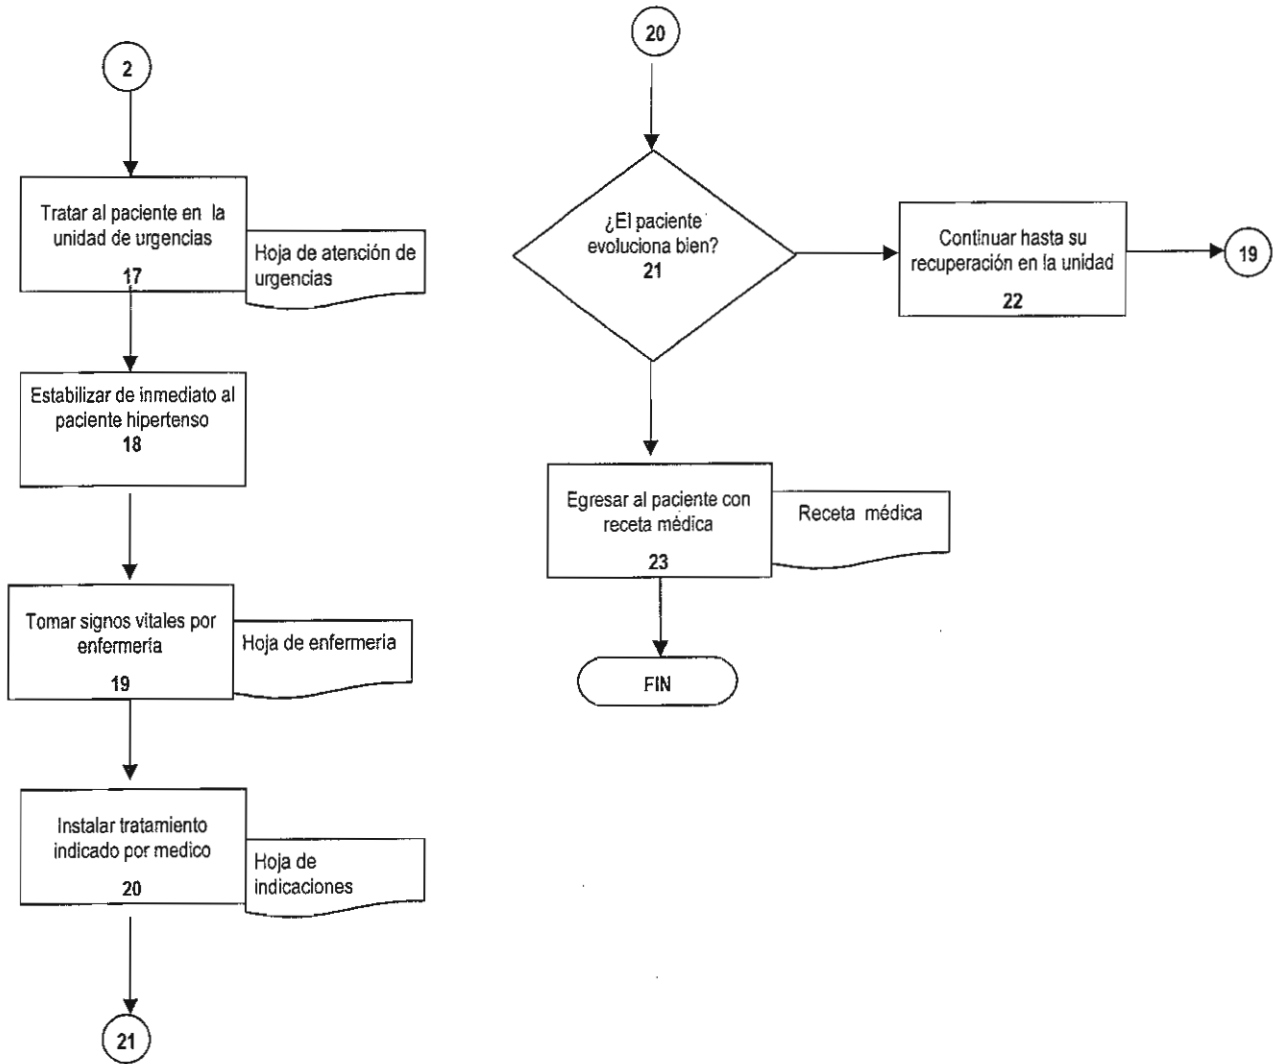 2
Tratar al paciente en la
unidad de urgencias
17
Hoja de atención de
urgencias
Estabilizar de inmediato al
paciente hipertenso
18
Tomar signos vitales por
enfermería
19
Hoja de enfermería
Instalar tratamiento
indicado por medico
20
Hoja de
indicaciones
21
20
¿El paciente
evoluciona bien?
21
Continuar hasta su
recuperación en la unidad
22
19
Egresar al paciente con
receta médica
23
Receta médica
FIN